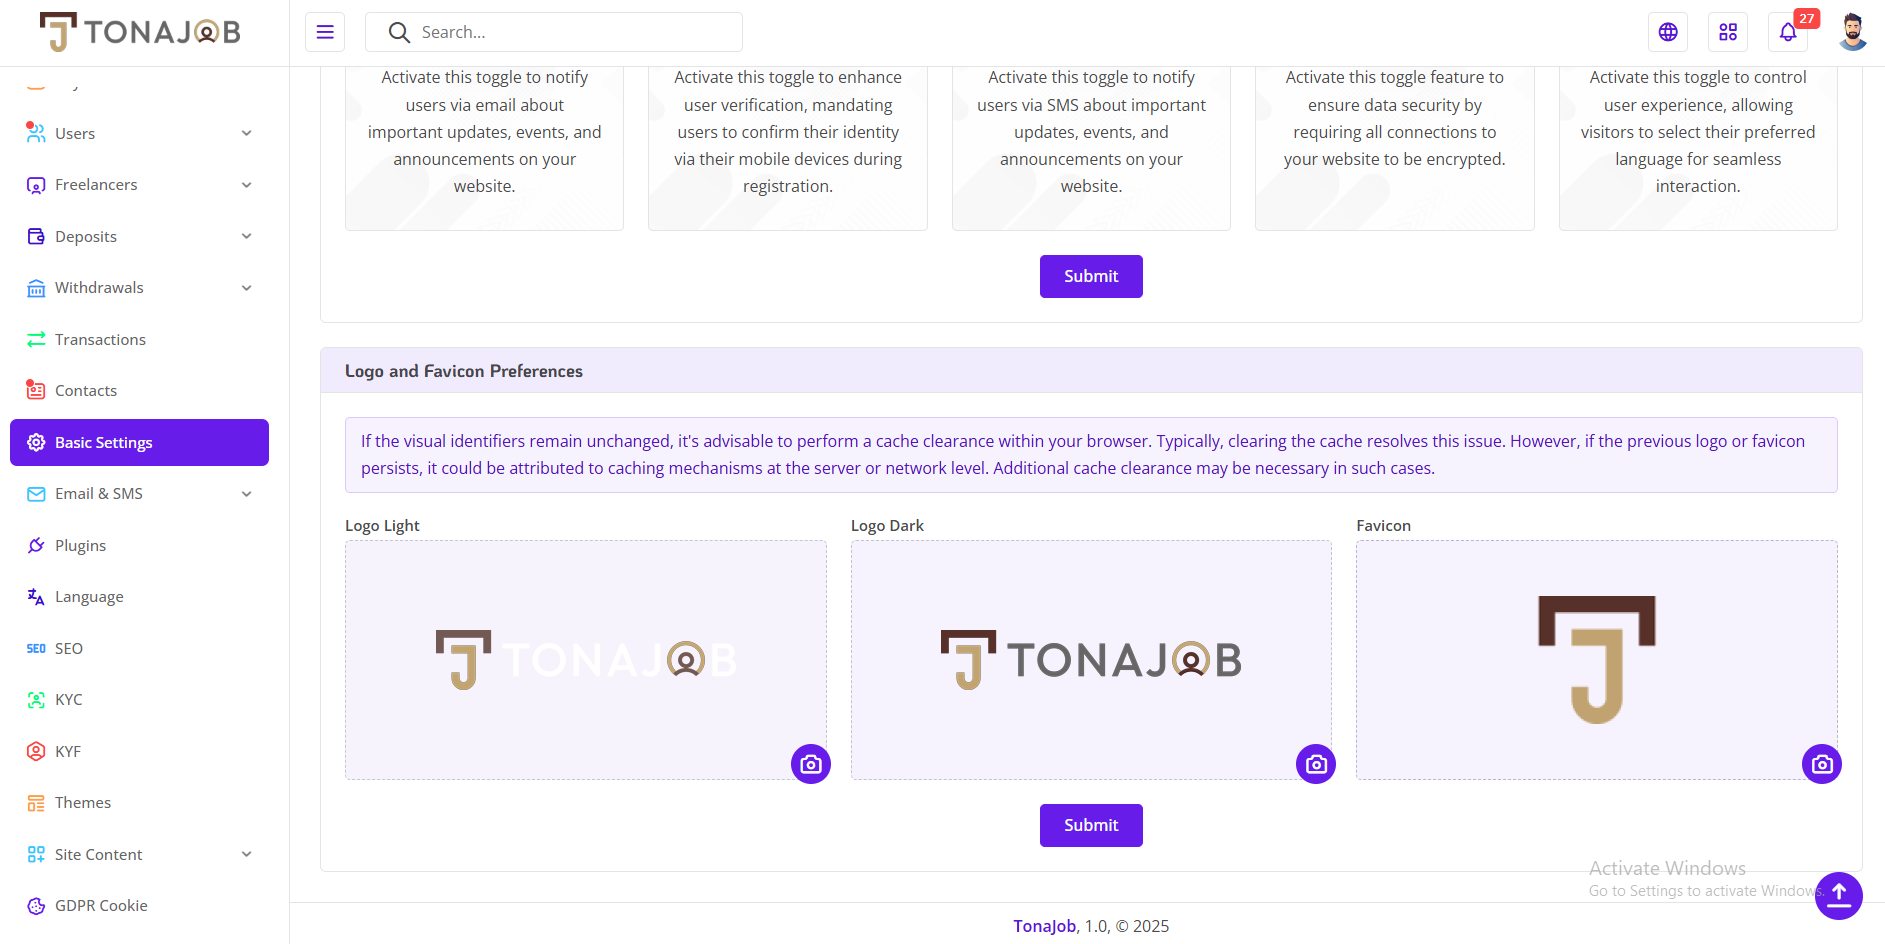 TONAJOB
Search...
27
Users
Freelancers
Deposits
Withdrawals
Transactions
Contacts
Basic Settings
Email & SMS
Plugins
Language
SEO SEO
KYC
KYF
Themes
Site Content
GDPR Cookie
Activate this toggle to notify
users via email about
important updates, events, and
announcements on your
website.
Activate this toggle to enhance
user verification, mandating
users to confirm their identity
via their mobile devices during
registration.
Activate this toggle to notify
users via SMS about important
updates, events, and
announcements on your
website.
Activate this toggle feature to
ensure data security by
requiring all connections to
your website to be encrypted.
Activate this toggle to control
user experience, allowing
visitors to select their preferred
language for seamless
interaction.
Submit
Logo and Favicon Preferences
If the visual identifiers remain unchanged, it's advisable to perform a cache clearance within your browser. Typically, clearing the cache resolves this issue. However, if the previous logo or favicon
persists, it could be attributed to caching mechanisms at the server or network level. Additional cache clearance may be necessary in such cases.
Logo Light
TONAJOB
Logo Dark
TONAJOB
Favicon
Submit
Activate Windows
Go to Settings to activate Windows.
TonaJob, 1.0, © 2025